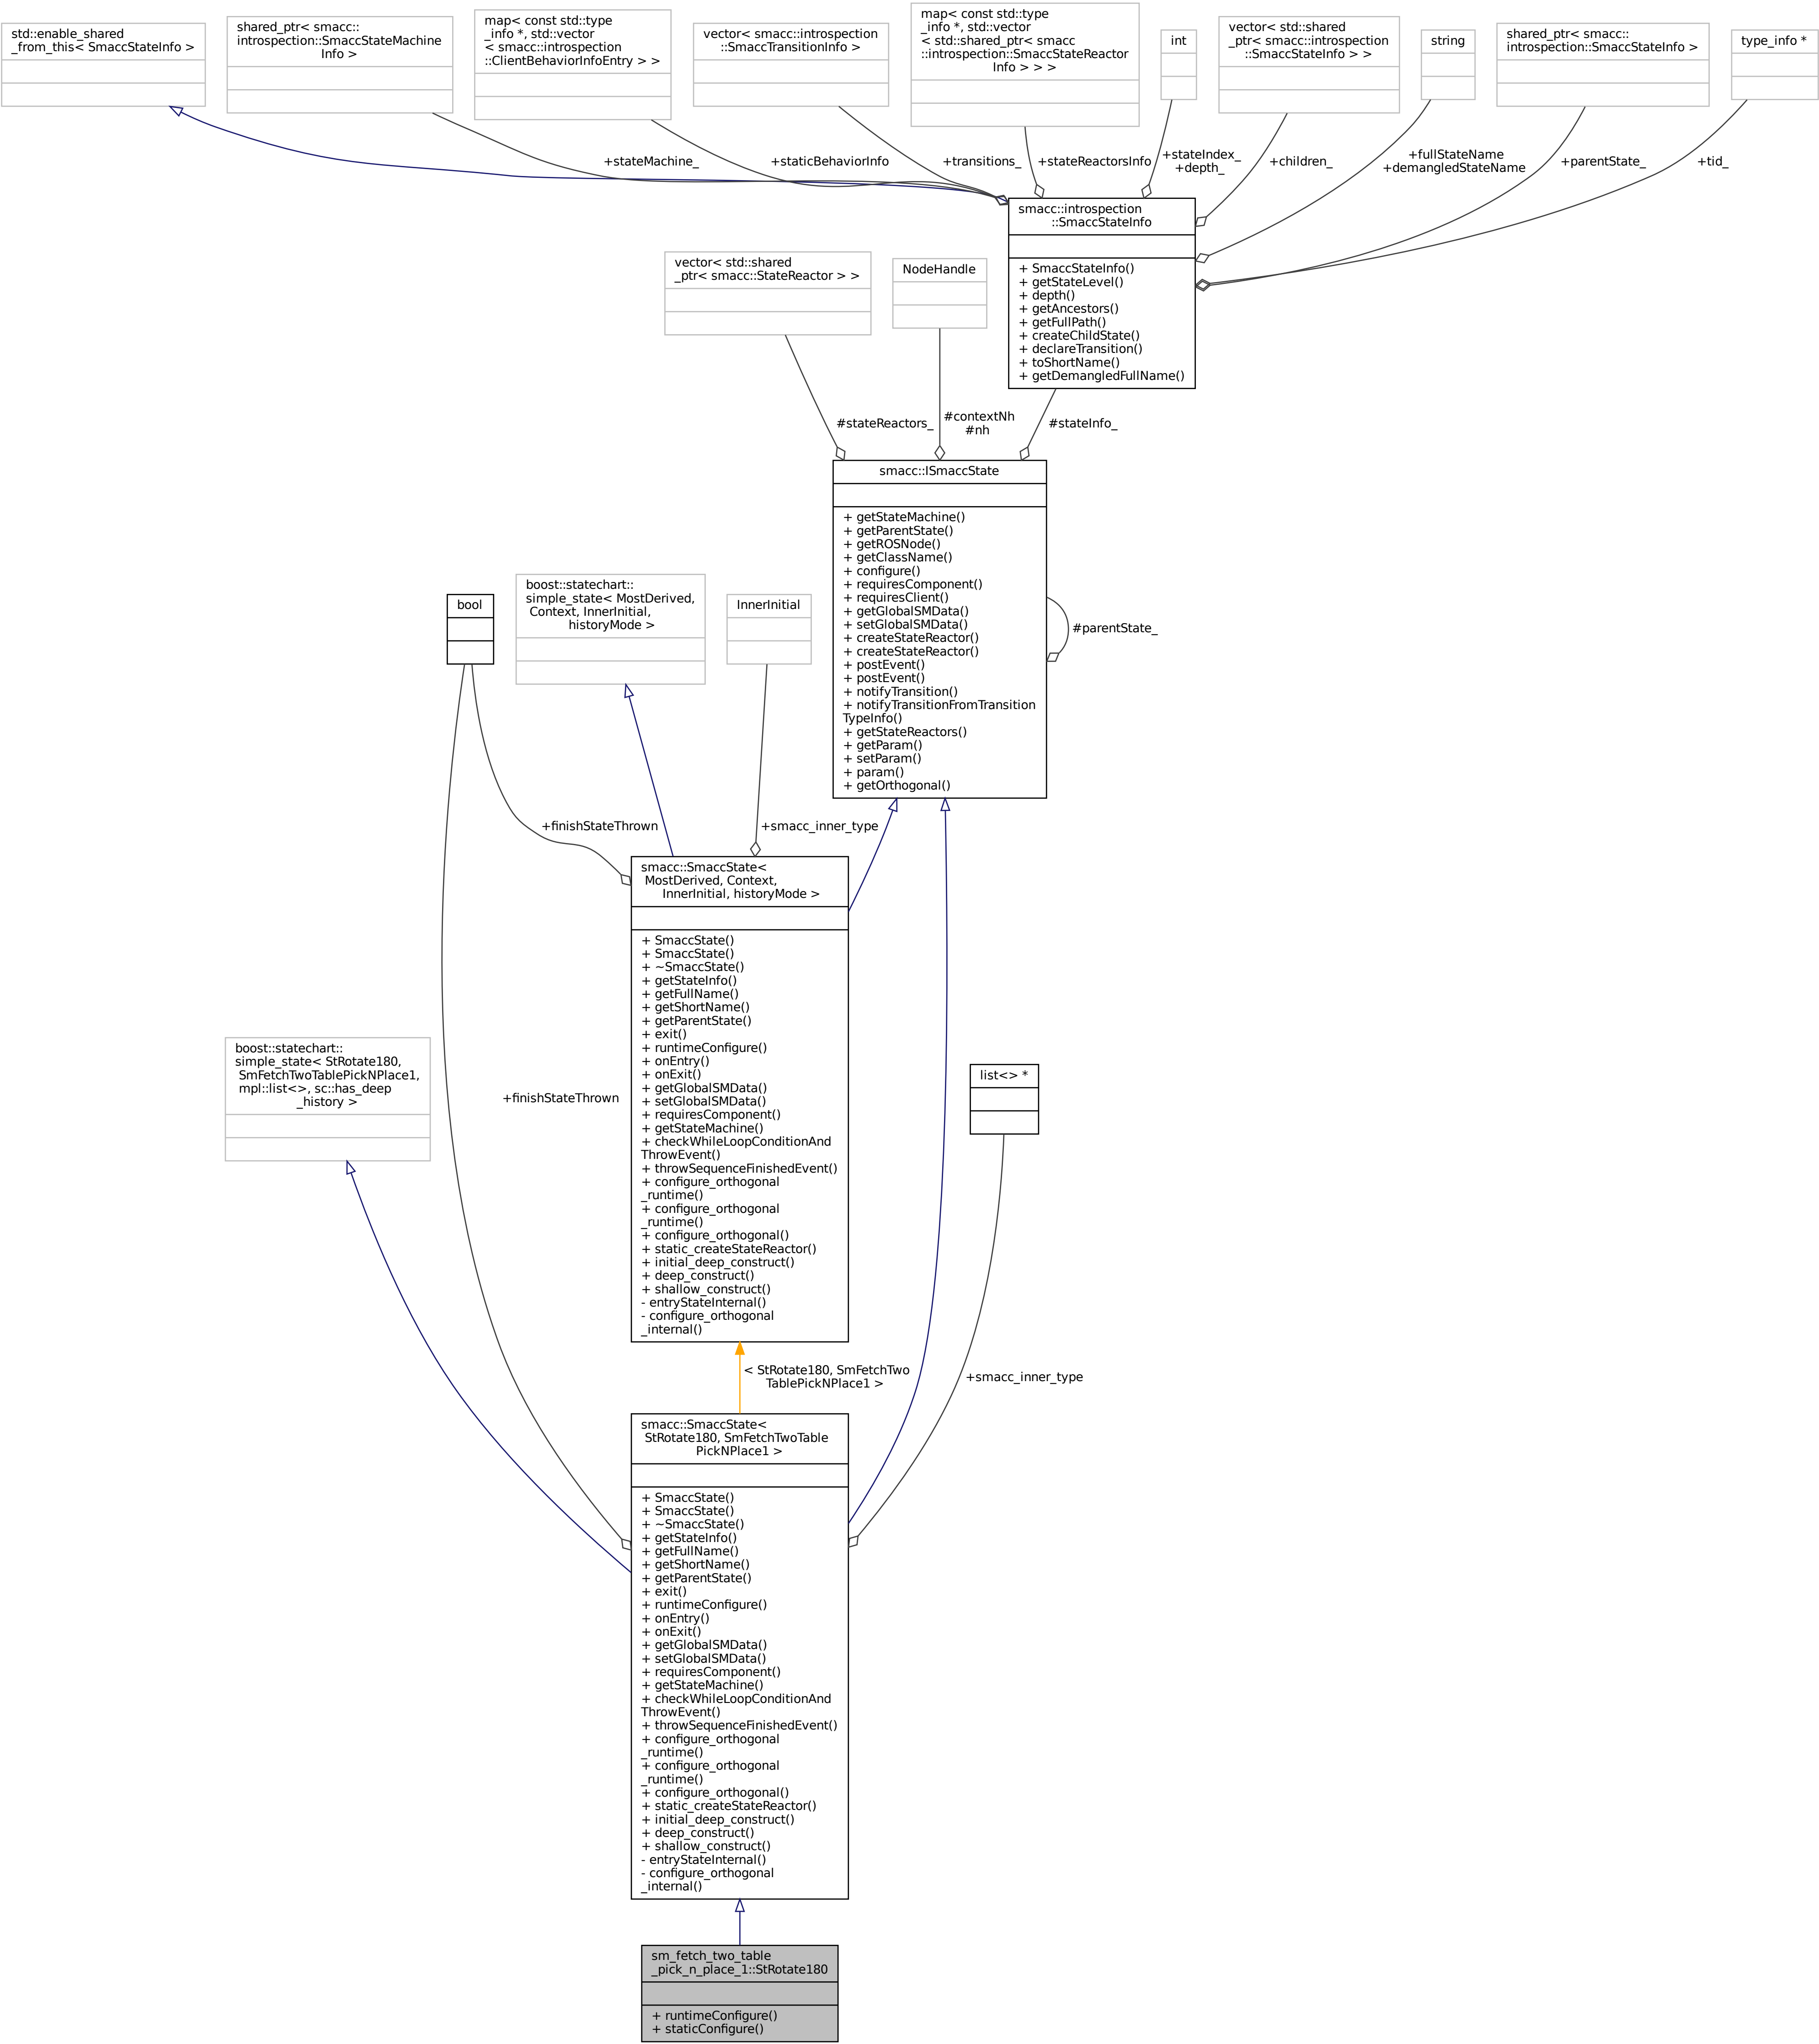 std::enable_shared
_from_this< SmaccStateInfo >
shared_ptr< smacc::
introspection::SmaccStateMachine
Info >
map< const std::type
_info *, std::vector
< smacc::introspection
::ClientBehaviorInfoEntry > >
vector< smacc::introspection
::SmaccTransitionInfo >
map< const std::type
_info *, std::vector
< std::shared_ptr< smacc
::introspection::SmaccStateReactor
Info > > >
int
vector< std::shared
_ptr< smacc::introspection
::SmaccStateInfo > >
string
shared_ptr< smacc::
introspection::SmaccStateInfo >
type_info *
+stateMachine_
+staticBehaviorInfo
+transitions_
+stateReactorsInfo
+stateIndex_
+depth_
+children_
+fullStateName
+demangledStateName
+parentState_
+tid_
smacc::introspection
::SmaccStateInfo
+ SmaccStateInfo()
+ getStateLevel()
+ depth()
+ getAncestors()
+ getFullPath()
+ createChildState()
+ declareTransition()
+ toShortName()
+ getDemangledFullName()
vector< std::shared
_ptr< smacc::StateReactor > >
NodeHandle
#stateReactors_
#contextNh
#nh
#stateInfo_
smacc::ISmaccState
+ getStateMachine()
+ getParentState()
+ getROSNode()
+ getClassName()
+ configure()
+ requiresComponent()
+ requiresClient()
+ getGlobalSMData()
+ setGlobalSMData()
+ createStateReactor()
+ createStateReactor()
+ postEvent()
+ postEvent()
+ notifyTransition()
+ notifyTransitionFromTransition
TypeInfo()
+ getStateReactors()
+ getParam()
+ setParam()
+ param()
+ getOrthogonal()
#parentState_
bool
boost::statechart::
simple_state< MostDerived,
Context, InnerInitial,
historyMode >
InnerInitial
+finishStateThrown
+smacc_inner_type
smacc::SmaccState<
MostDerived, Context,
InnerInitial, historyMode >
+ SmaccState()
+ SmaccState()
+ ~SmaccState()
+ getStateInfo()
+ getFullName()
+ getShortName()
+ getParentState()
+ exit()
+ runtimeConfigure()
+ onEntry()
+ onExit()
+ getGlobalSMData()
+ setGlobalSMData()
+ requiresComponent()
+ getStateMachine()
+ checkWhileLoopConditionAnd
ThrowEvent()
+ throwSequenceFinishedEvent()
+ configure_orthogonal
_runtime()
+ configure_orthogonal
_runtime()
+ configure_orthogonal()
+ static_createStateReactor()
+ initial_deep_construct()
+ deep_construct()
+ shallow_construct()
- entryStateInternal()
- configure_orthogonal
_internal()
boost::statechart::
simple_state< StRotate180,
SmFetchTwoTablePickNPlace1,
mpl::list<>, sc::has_deep
_history >
+finishStateThrown
list<> *
< StRotate180, SmFetchTwo
TablePickNPlace1 >
+smacc_inner_type
smacc::SmaccState<
StRotate180, SmFetchTwoTable
PickNPlace1 >
+ SmaccState()
+ SmaccState()
+ ~SmaccState()
+ getStateInfo()
+ getFullName()
+ getShortName()
+ getParentState()
+ exit()
+ runtimeConfigure()
+ onEntry()
+ onExit()
+ getGlobalSMData()
+ setGlobalSMData()
+ requiresComponent()
+ getStateMachine()
+ checkWhileLoopConditionAnd
ThrowEvent()
+ throwSequenceFinishedEvent()
+ configure_orthogonal
_runtime()
+ configure_orthogonal
_runtime()
+ configure_orthogonal()
+ static_createStateReactor()
+ initial_deep_construct()
+ deep_construct()
+ shallow_construct()
- entryStateInternal()
- configure_orthogonal
_internal()
sm_fetch_two_table
_pick_n_place_1::StRotate180
+ runtimeConfigure()
+ staticConfigure()